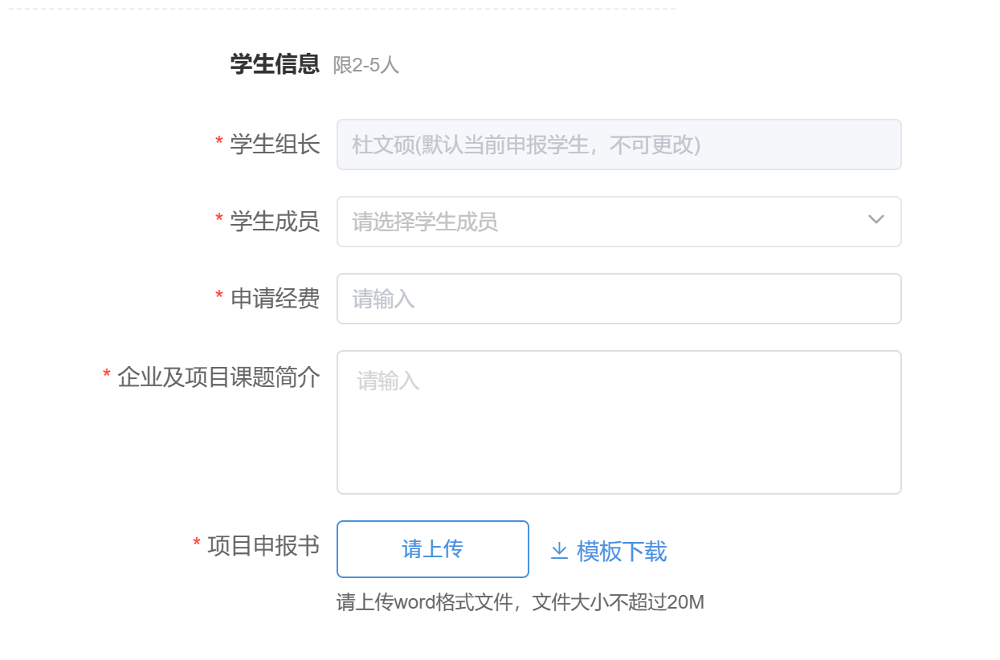 学生信息 限2-5人
* 学生组长 杜文硕(默认当前申报学生，不可更改)
* 学生成员 请选择学生成员
* 申请经费 请输入
* 企业及项目课题简介 请输入
* 项目申报书 请上传 模板下载
请上传word格式文件，文件大小不超过20M